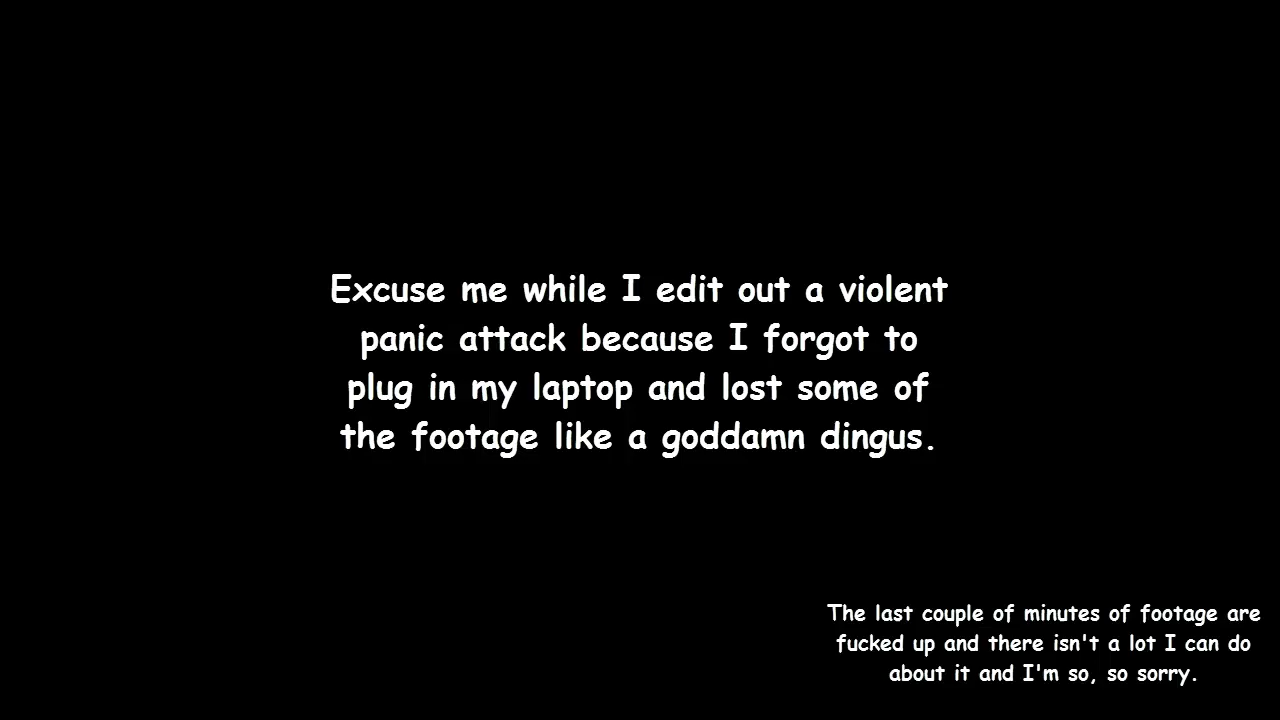 Excuse me while I edit out a violent
panic attack because I forgot to
plug in my laptop and lost some of
the footage like a goddamn dingus.
The last couple of minutes of footage are
fucked up and there isn't a lot I can do
about it and I'm so, so sorry.